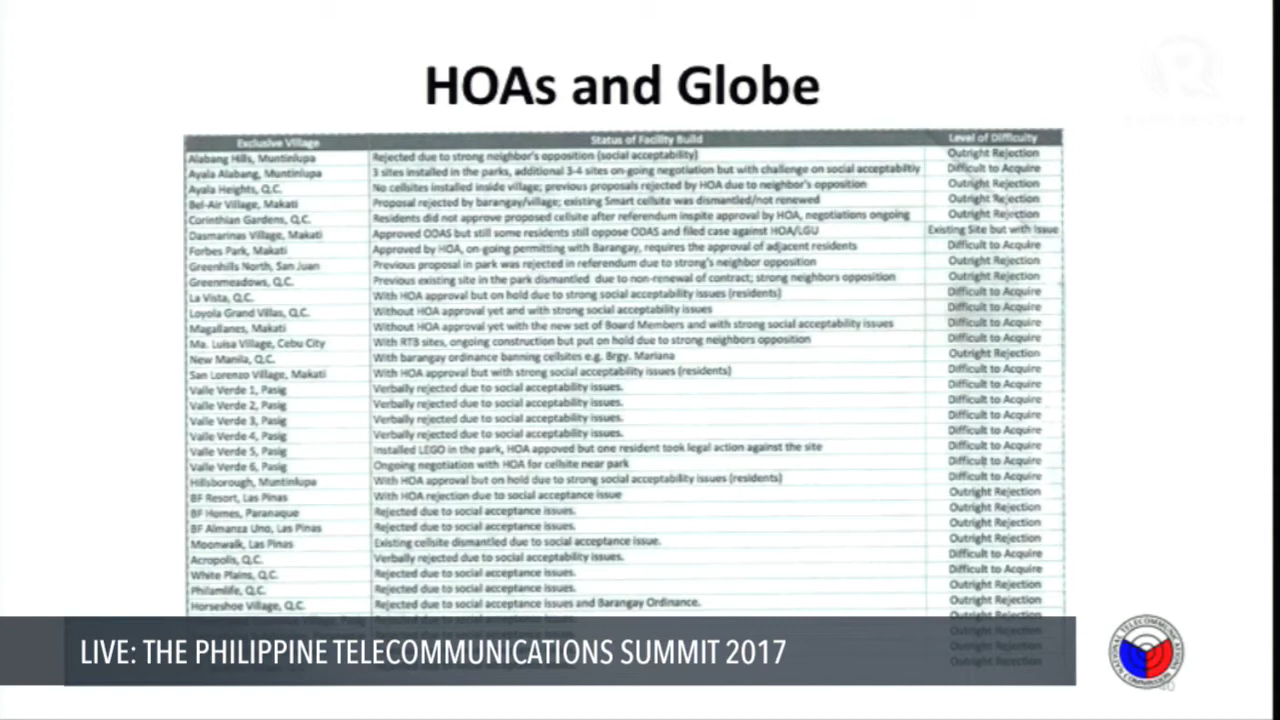 HOAs and Globe
Exclusive Village Status of Facility Build Level of Difficulty
Alabang Hills, Muntinlupa Rejected due to strong neighbor's opposition (social acceptability) Outright Rejection
Ayala Alabang, Muntinlupa 3 sites installed in the parks, additional 3-4 sites on-going negotiation but with challenge on social acceptabiltiy Difficult to Acquire
Ayala Heights, Q.C. No cellsites installed inside village; previous proposals rejected by HOA due to neighbor's opposition Outright Rejection
Bel-Air Village, Makati Proposal rejected by barangay/village; existing Smart cellsite was dismantled/not renewed Outright Rejection
Corinthian Gardens, Q.C. Residents did not approve proposed cellsite after referendum inspite approval by HOA, negotiations ongoing Outright Rejection
Dasmarinas Village, Makati Approved ODAS but still some residents still oppose ODAS and filed case against HOA/LGU Existing Site but with Issue
Forbes Park, Makati Approved by HOA, on-going permitting with Barangay, requires the approval of adjacent residents Difficult to Acquire
Greenhills North, San Juan Previous proposal in park was rejected in referendum due to strong's neighbor opposition Outright Rejection
Greenmeadows, Q.C. Previous existing site in the park dismantled due to non-renewal of contract; strong neighbors opposition Outright Rejection
La Vista, Q.C. With HOA approval but on hold due to strong social acceptability issues (residents) Difficult to Acquire
Loyola Grand Villas, Q.C. Without HOA approval yet and with strong social acceptability issues Difficult to Acquire
Magallanes, Makati Without HOA approval yet with the new set of Board Members and with strong social acceptability issues Difficult to Acquire
Ma. Luisa Village, Cebu City With RTB sites, ongoing construction but put on hold due to strong neighbors opposition Difficult to Acquire
New Manila, Q.C. With barangay ordinance banning cellsites e.g. Brgy. Mariana Outright Rejection
San Lorenzo Village, Makati With HOA approval but with strong social acceptability issues (residents) Difficult to Acquire
Valle Verde 1, Pasig Verbally rejected due to social acceptability issues. Difficult to Acquire
Valle Verde 2, Pasig Verbally rejected due to social acceptability issues. Difficult to Acquire
Valle Verde 3, Pasig Verbally rejected due to social acceptability issues. Difficult to Acquire
Valle Verde 4, Pasig Verbally rejected due to social acceptability issues. Difficult to Acquire
Valle Verde 5, Pasig Installed LEGO in the park, HOA appoved but one resident took legal action against the site Difficult to Acquire
Valle Verde 6, Pasig Ongoing negotiation with HOA for cellsite near park Difficult to Acquire
Hillsborough, Muntinlupa With HOA approval but on hold due to strong social acceptability issues (residents) Difficult to Acquire
BF Resort, Las Pinas With HOA rejection due to social acceptance issue Outright Rejection
BF Homes, Paranaque Rejected due to social acceptance issues. Outright Rejection
BF Almanza Uno, Las Pinas Rejected due to social acceptance issues. Outright Rejection
Moonwalk, Las Pinas Existing cellsite dismantled due to social acceptance issue. Outright Rejection
Acropolis, Q.C. Verbally rejected due to social acceptability issues. Difficult to Acquire
White Plains, Q.C. Rejected due to social acceptance issues. Difficult to Acquire
Philamlife, Q.C. Rejected due to social acceptance issues. Outright Rejection
Horseshoe Village, Q.C. Rejected due to social acceptance issues and Barangay Ordinance. Outright Rejection
Outright Rejection
Outright Rejection
Outright Rejection
Outright Rejection
LIVE: THE PHILIPPINE TELECOMMUNICATIONS SUMMIT 2017
NATIONAL TELECOMMUNICATIONS COMMISSION